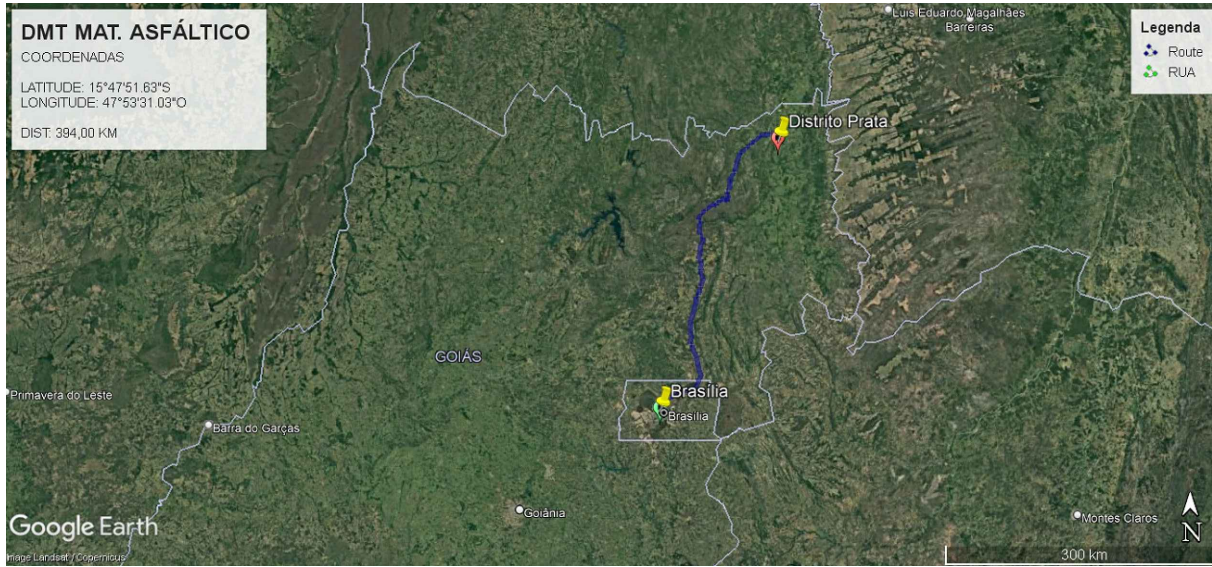 DMT MAT. ASFÁLTICO
COORDENADAS
LATITUDE: 15°47'51.63"S
LONGITUDE: 47°53'31.03"O
DIST: 394,00 KM
Luis Eduardo Magalhães
Barreiras
Legenda
Route
RUA
Distrito Prata
GOIÁS
Brasília
Brasília
Primavera do Leste
Barra do Garças
Goiânia
Montes Claros
Google Earth
Image Landsat / Copernicus
N
300 km